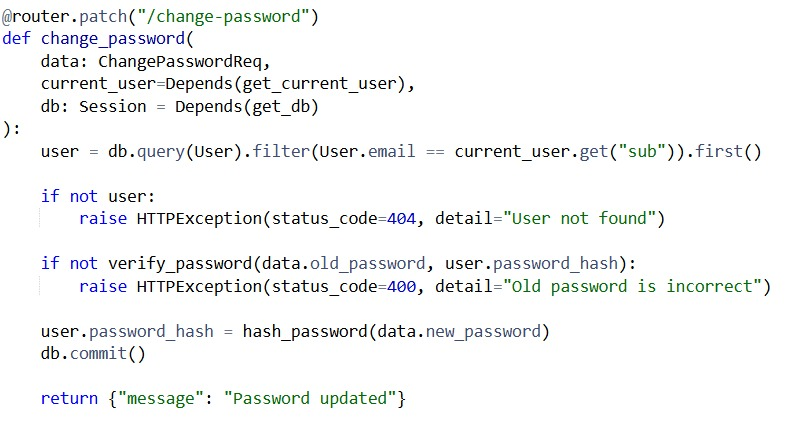 @router.patch("/change-password")
def change_password(
    data: ChangePasswordReq,
    current_user=Depends(get_current_user),
    db: Session = Depends(get_db)
):
    user = db.query(User).filter(User.email == current_user.get("sub")).first()

    if not user:
        raise HTTPException(status_code=404, detail="User not found")

    if not verify_password(data.old_password, user.password_hash):
        raise HTTPException(status_code=400, detail="Old password is incorrect")

    user.password_hash = hash_password(data.new_password)
    db.commit()

    return {"message": "Password updated"}